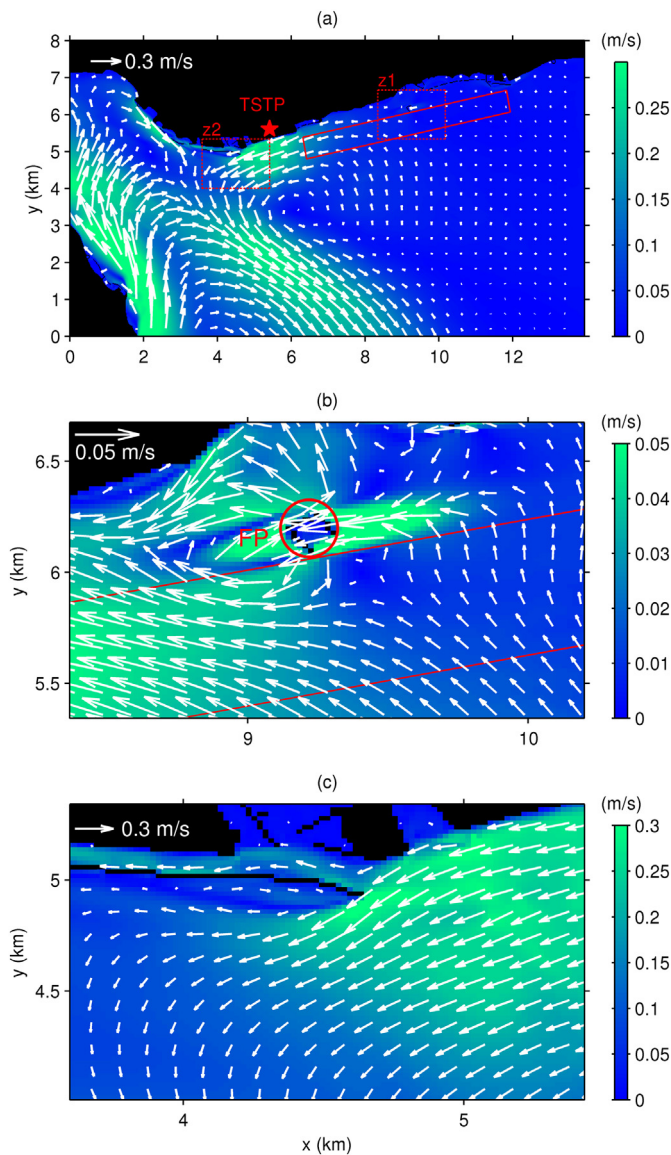 (a)
(m/s)
8
7
6
5
4
3
2
1
0
y (km)
0.3 m/s
TSTP
z1
z2
0 2 4 6 8 10 12
0.25
0.2
0.15
0.1
0.05
0
(b)
(m/s)
0.05 m/s
6.5
6
5.5
y (km)
FP
9 10
0.05
0.04
0.03
0.02
0.01
0
(c)
(m/s)
0.3 m/s
5
4.5
y (km)
4 5
x (km)
0.3
0.25
0.2
0.15
0.1
0.05
0